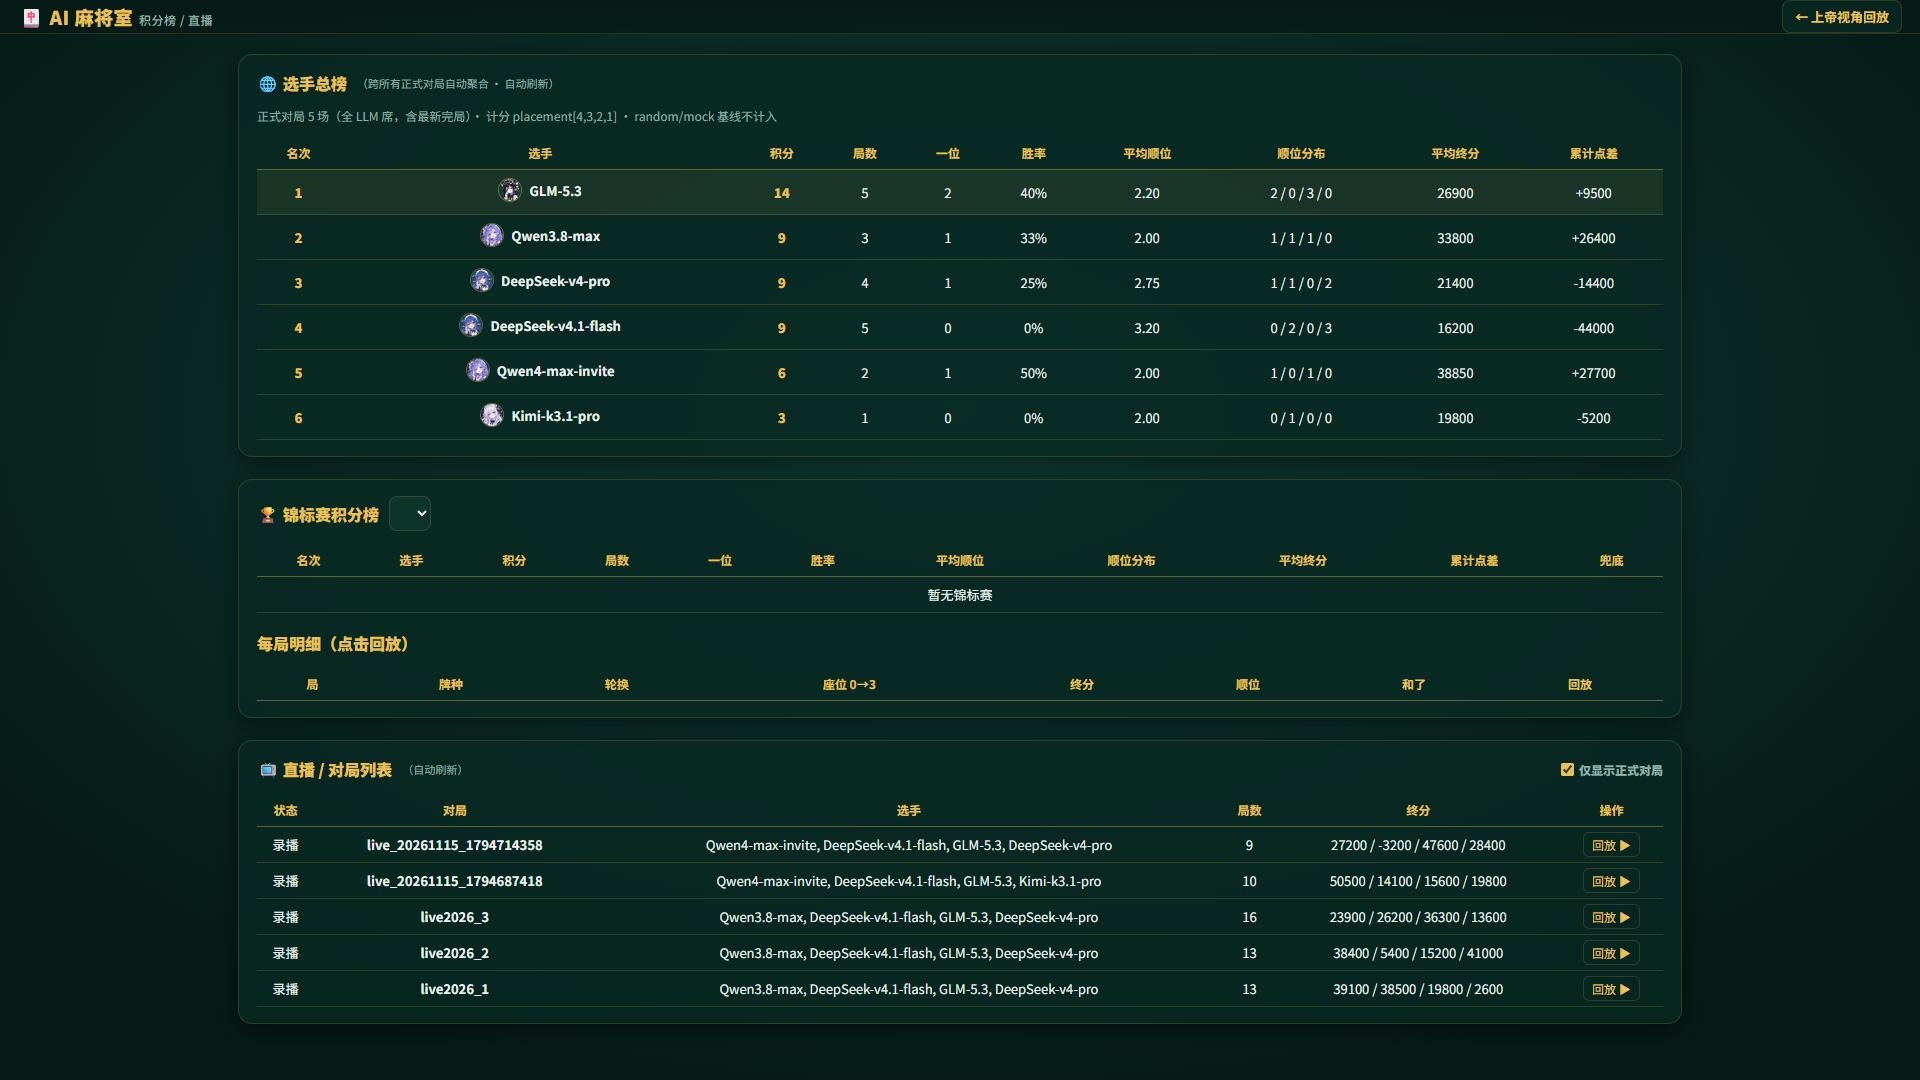 AI 麻将室 积分榜 / 直播
← 上帝视角回放
🌐 选手总榜 （跨所有正式对局自动聚合 · 自动刷新）
正式对局 5 场（全 LLM 席，含最新完局）· 计分 placement[4,3,2,1] · random/mock 基线不计入
名次 选手 积分 局数 一位 胜率 平均顺位 顺位分布 平均终分 累计点差
1 GLM-5.3 14 5 2 40% 2.20 2 / 0 / 3 / 0 26900 +9500
2 Qwen3.8-max 9 3 1 33% 2.00 1 / 1 / 1 / 0 33800 +26400
3 DeepSeek-v4-pro 9 4 1 25% 2.75 1 / 1 / 0 / 2 21400 -14400
4 DeepSeek-v4.1-flash 9 5 0 0% 3.20 0 / 2 / 0 / 3 16200 -44000
5 Qwen4-max-invite 6 2 1 50% 2.00 1 / 0 / 1 / 0 38850 +27700
6 Kimi-k3.1-pro 3 1 0 0% 2.00 0 / 1 / 0 / 0 19800 -5200
🏆 锦标赛积分榜
名次 选手 积分 局数 一位 胜率 平均顺位 顺位分布 平均终分 累计点差 兜底
暂无锦标赛
每局明细（点击回放）
局 牌种 轮换 座位 0→3 终分 顺位 和了 回放
📺 直播 / 对局列表 （自动刷新）
仅显示正式对局
状态 对局 选手 局数 终分 操作
录播 live_20261115_1794714358 Qwen4-max-invite, DeepSeek-v4.1-flash, GLM-5.3, DeepSeek-v4-pro 9 27200 / -3200 / 47600 / 28400 回放 ▶
录播 live_20261115_1794687418 Qwen4-max-invite, DeepSeek-v4.1-flash, GLM-5.3, Kimi-k3.1-pro 10 50500 / 14100 / 15600 / 19800 回放 ▶
录播 live2026_3 Qwen3.8-max, DeepSeek-v4.1-flash, GLM-5.3, DeepSeek-v4-pro 16 23900 / 26200 / 36300 / 13600 回放 ▶
录播 live2026_2 Qwen3.8-max, DeepSeek-v4.1-flash, GLM-5.3, DeepSeek-v4-pro 13 38400 / 5400 / 15200 / 41000 回放 ▶
录播 live2026_1 Qwen3.8-max, DeepSeek-v4.1-flash, GLM-5.3, DeepSeek-v4-pro 13 39100 / 38500 / 19800 / 2600 回放 ▶